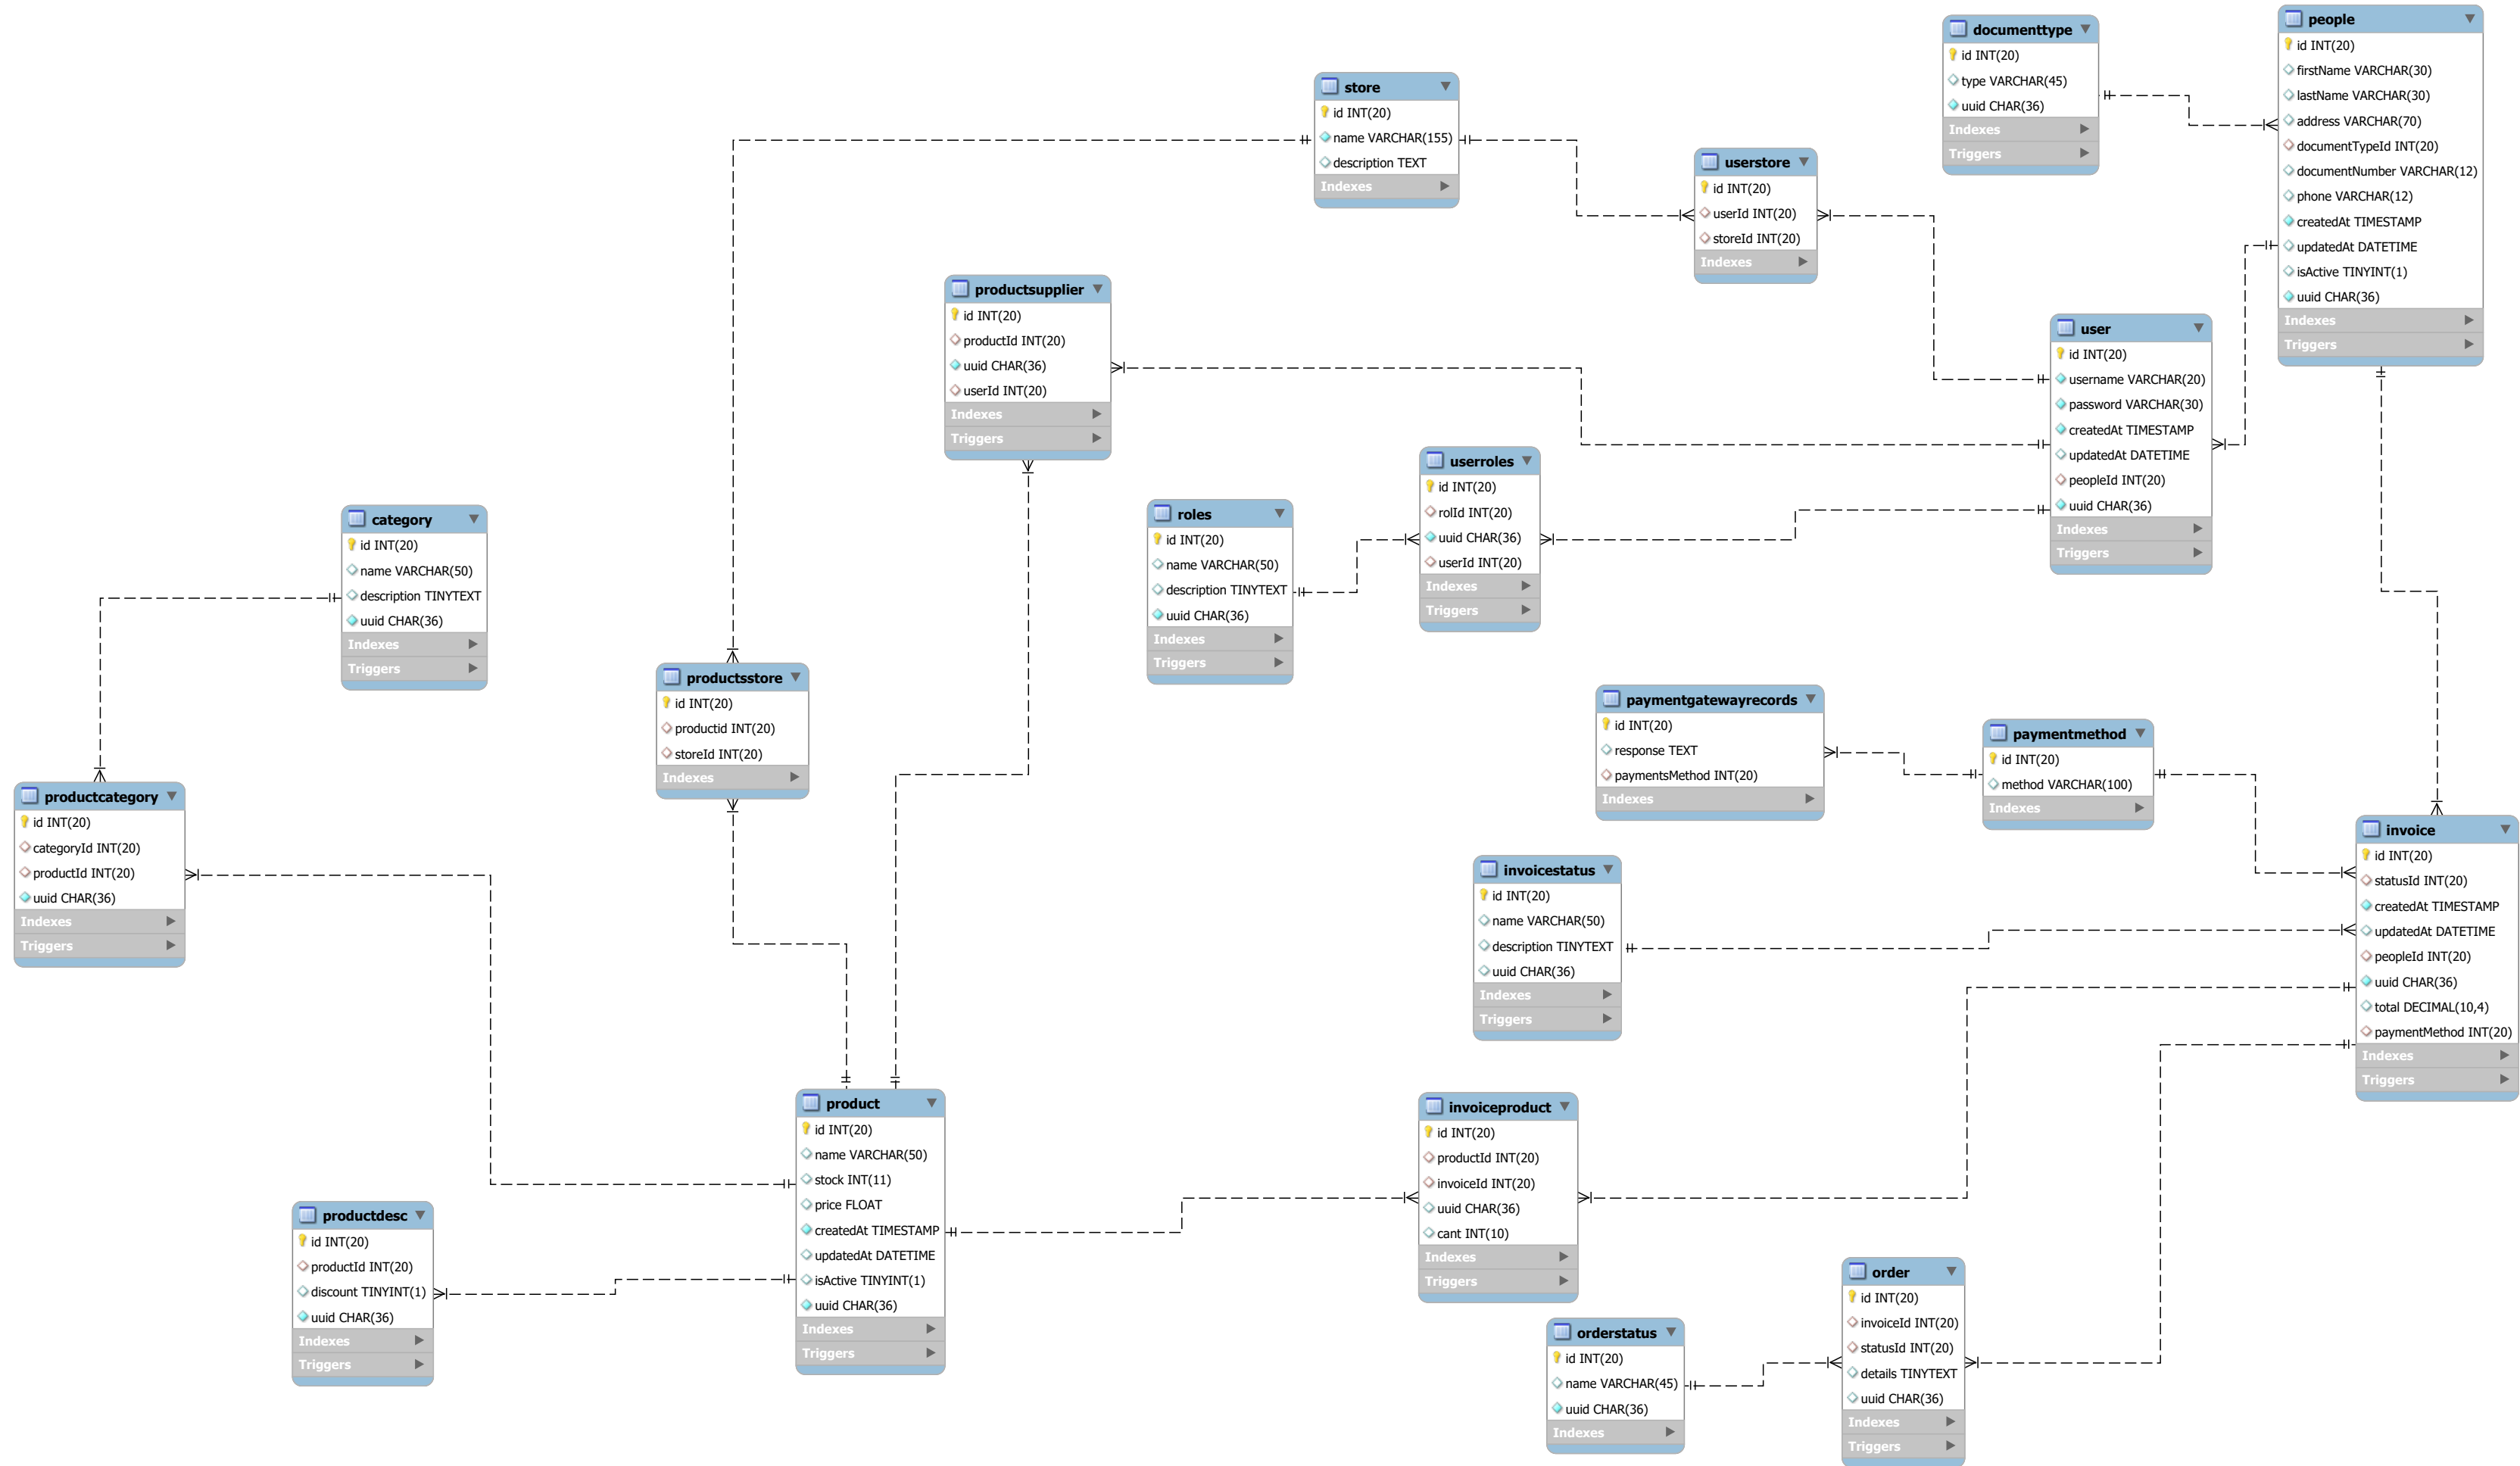 documenttype
id INT(20)
type VARCHAR(45)
uuid CHAR(36)
Indexes
Triggers
people
id INT(20)
firstName VARCHAR(30)
lastName VARCHAR(30)
address VARCHAR(70)
documentTypeId INT(20)
documentNumber VARCHAR(12)
phone VARCHAR(12)
createdAt TIMESTAMP
updatedAt DATETIME
isActive TINYINT(1)
uuid CHAR(36)
Indexes
Triggers
store
id INT(20)
name VARCHAR(155)
description TEXT
Indexes
userstore
id INT(20)
userId INT(20)
storeId INT(20)
Indexes
productsupplier
id INT(20)
productId INT(20)
uuid CHAR(36)
userId INT(20)
Indexes
Triggers
user
id INT(20)
username VARCHAR(20)
password VARCHAR(30)
createdAt TIMESTAMP
updatedAt DATETIME
peopleId INT(20)
uuid CHAR(36)
Indexes
Triggers
userroles
id INT(20)
rolId INT(20)
uuid CHAR(36)
userId INT(20)
Indexes
Triggers
roles
id INT(20)
name VARCHAR(50)
description TINYTEXT
uuid CHAR(36)
Indexes
Triggers
category
id INT(20)
name VARCHAR(50)
description TINYTEXT
uuid CHAR(36)
Indexes
Triggers
productsstore
id INT(20)
productid INT(20)
storeId INT(20)
Indexes
paymentgatewayrecords
id INT(20)
response TEXT
paymentsMethod INT(20)
Indexes
paymentmethod
id INT(20)
method VARCHAR(100)
Indexes
productcategory
id INT(20)
categoryId INT(20)
productId INT(20)
uuid CHAR(36)
Indexes
Triggers
invoice
id INT(20)
statusId INT(20)
createdAt TIMESTAMP
updatedAt DATETIME
peopleId INT(20)
uuid CHAR(36)
total DECIMAL(10,4)
paymentMethod INT(20)
Indexes
Triggers
invoicestatus
id INT(20)
name VARCHAR(50)
description TINYTEXT
uuid CHAR(36)
Indexes
Triggers
product
id INT(20)
name VARCHAR(50)
stock INT(11)
price FLOAT
createdAt TIMESTAMP
updatedAt DATETIME
isActive TINYINT(1)
uuid CHAR(36)
Indexes
Triggers
invoiceproduct
id INT(20)
productId INT(20)
invoiceId INT(20)
uuid CHAR(36)
cant INT(10)
Indexes
Triggers
productdesc
id INT(20)
productId INT(20)
discount TINYINT(1)
uuid CHAR(36)
Indexes
Triggers
order
id INT(20)
invoiceId INT(20)
statusId INT(20)
details TINYTEXT
uuid CHAR(36)
Indexes
Triggers
orderstatus
id INT(20)
name VARCHAR(45)
uuid CHAR(36)
Indexes